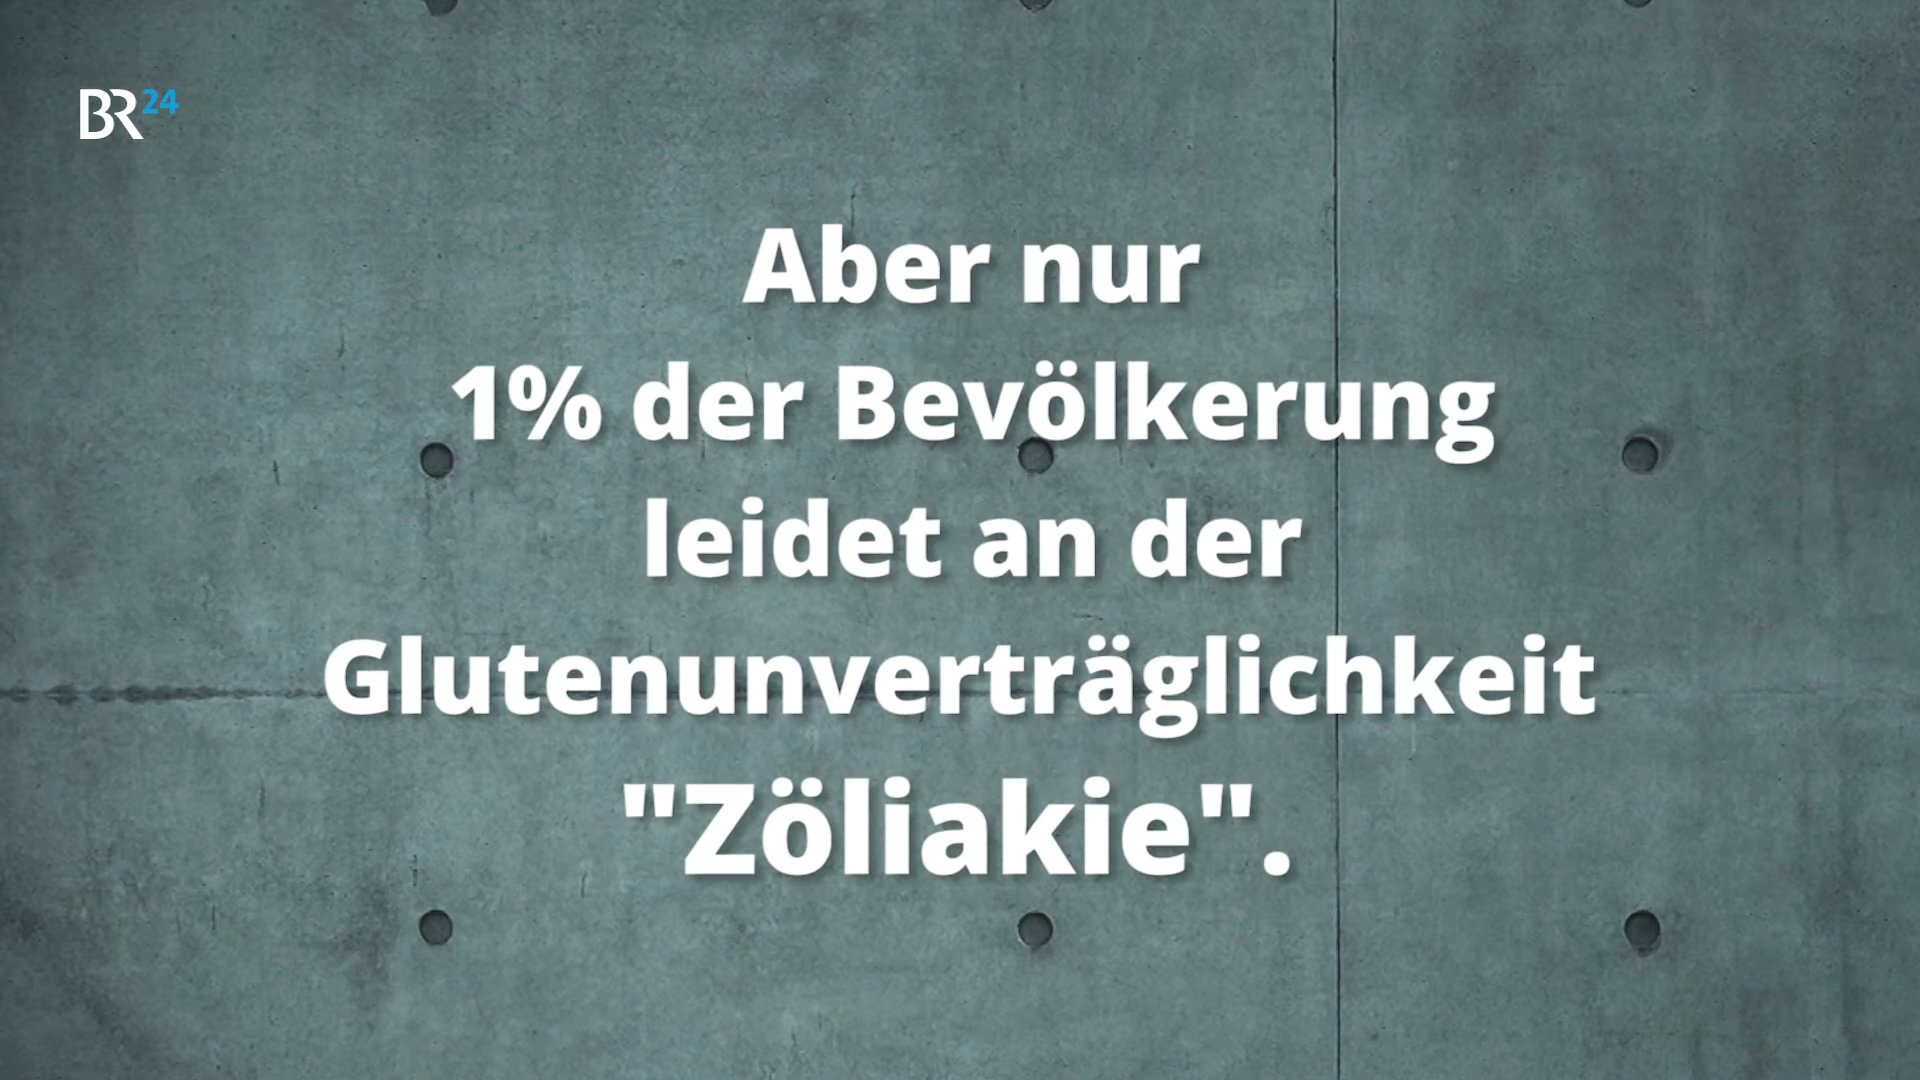 BR24
Aber nur
1% der Bevölkerung
leidet an der
Glutenunverträglichkeit
"Zöliakie".